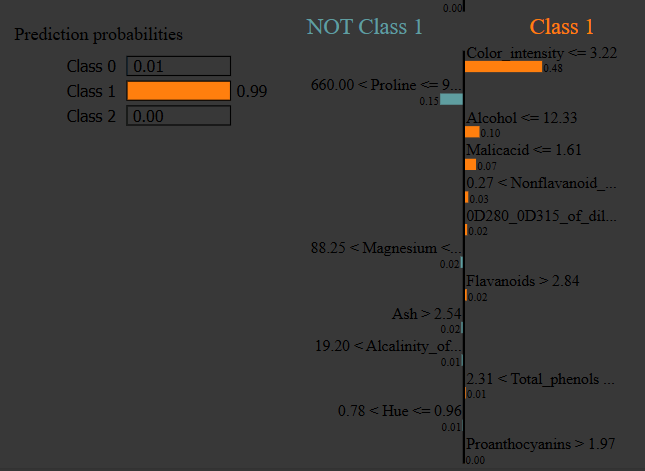 0.00
NOT Class 1
Class 1
Prediction probabilities
Class 0
0.01
Class 1
0.99
Class 2
0.00
Color_intensity <= 3.22
0.48
660.00 < Proline <= 9...
0.15
Alcohol <= 12.33
0.10
Malicacid <= 1.61
0.07
0.27 < Nonflavanoid_...
0.03
0D280_0D315_of_dil...
0.02
88.25 < Magnesium <...
0.02
Flavanoids > 2.84
0.02
Ash > 2.54
0.02
19.20 < Alcalinity_of...
0.01
2.31 < Total_phenols ...
0.01
0.78 < Hue <= 0.96
0.01
Proanthocyanins > 1.97
0.00